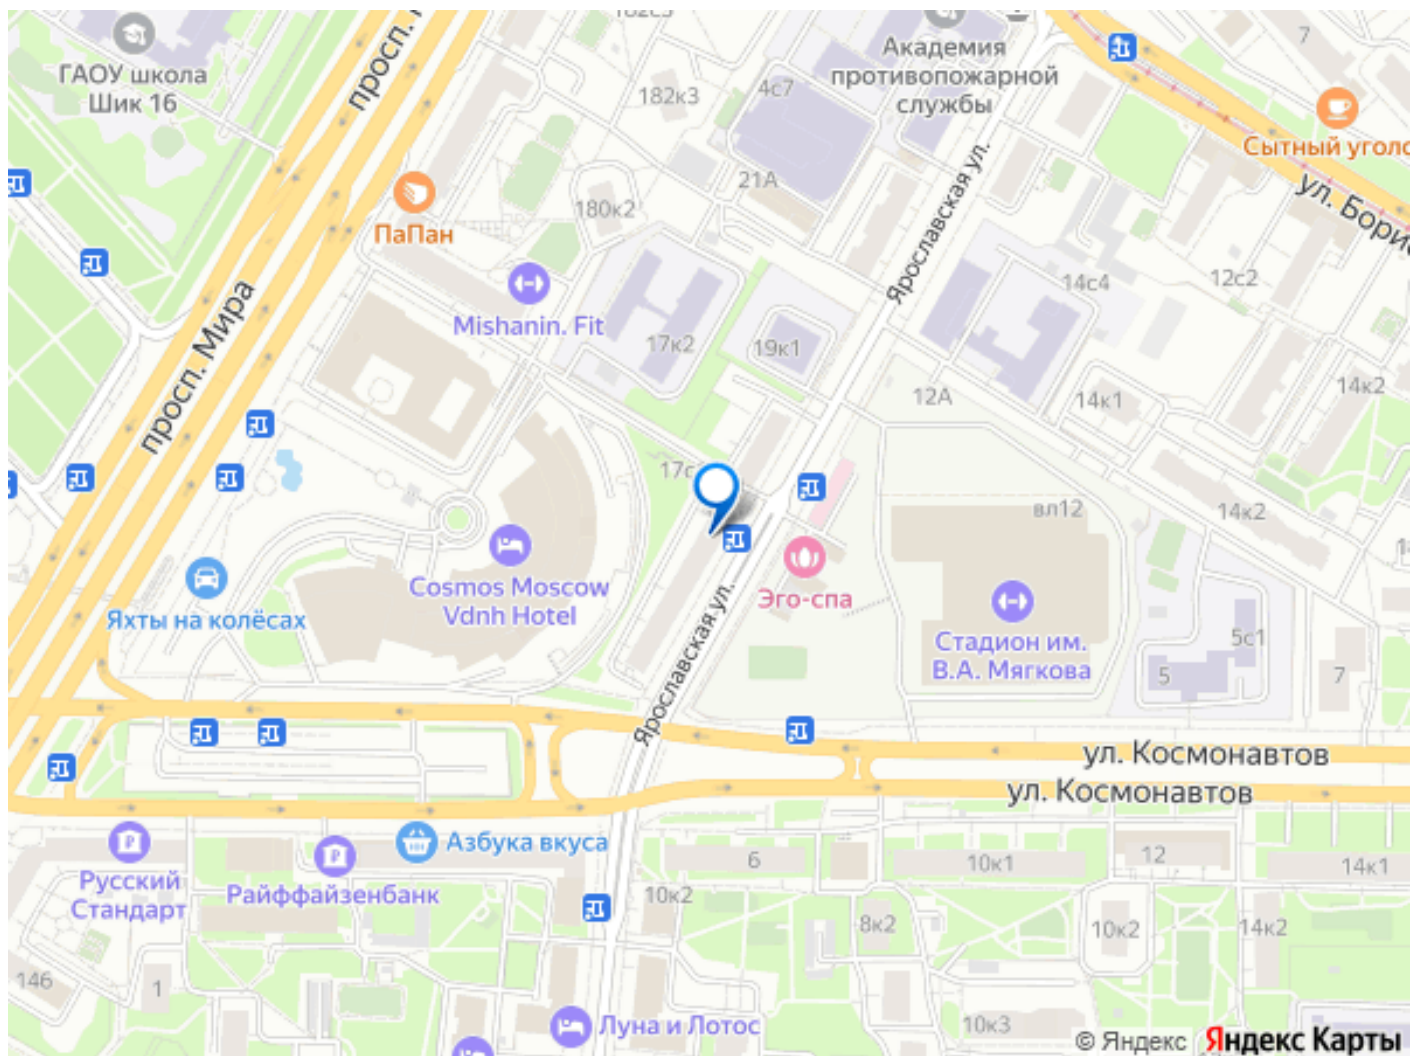 182с3
просп.
ГАОУ школа
Шик 16
182к3
4с7
Академия
противопожарной
службы
7
Сытный уголо
ул. Борис
21А
180к2
ПаПан
Ярославская ул.
Mishanin. Fit
17к2
19к1
14с4
12с2
просп. Мира
12А
14к1
14к2
17с
вл12
14к2
Cosmos Moscow
Vdnh Hotel
Эго-спа
Яхты на колёсах
Ярославская ул.
Стадион им.
В.А. Мягкова
5с1
5
7
ул. Космонавтов
ул. Космонавтов
Азбука вкуса
Русский
Стандарт
Райффайзенбанк
6
10к1
12
14к1
10к2
8к2
10к2
14к2
146
1
Луна и Лотос
10к3
© Яндекс Яндекс Карты